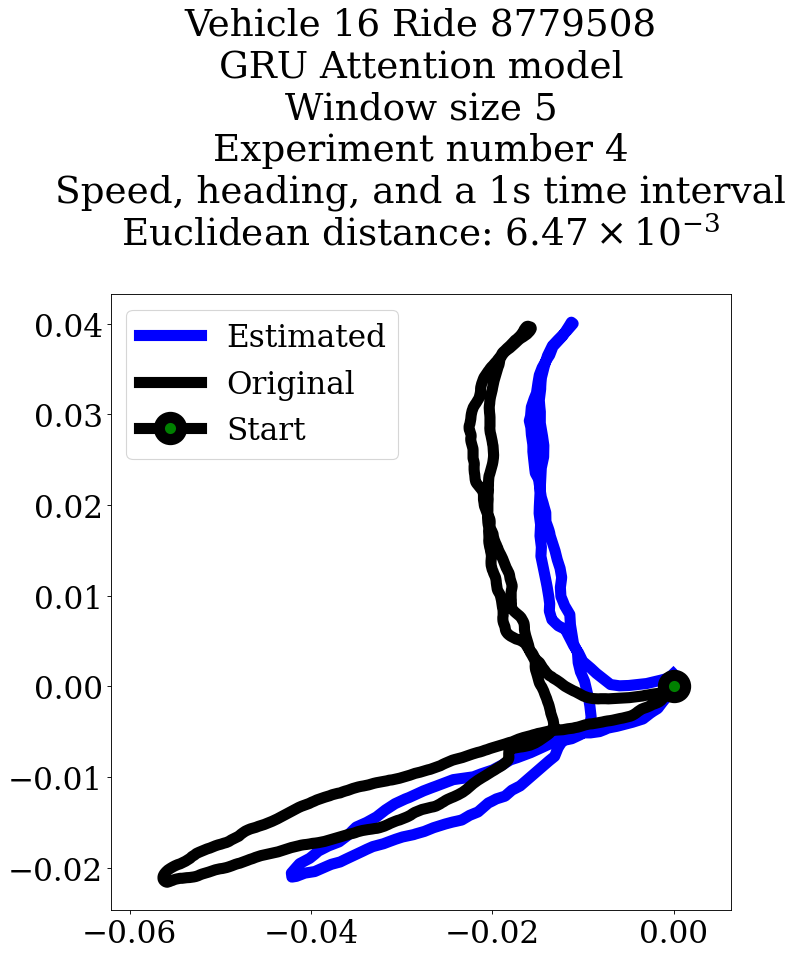 Vehicle 16 Ride 8779508
GRU Attention model
Window size 5
Experiment number 4
Speed, heading, and a 1s time interval
Euclidean distance: 6.47 × 10⁻³
Estimated
Original
Start
0.04
0.03
0.02
0.01
0.00
−0.01
−0.02
−0.06
−0.04
−0.02
0.00